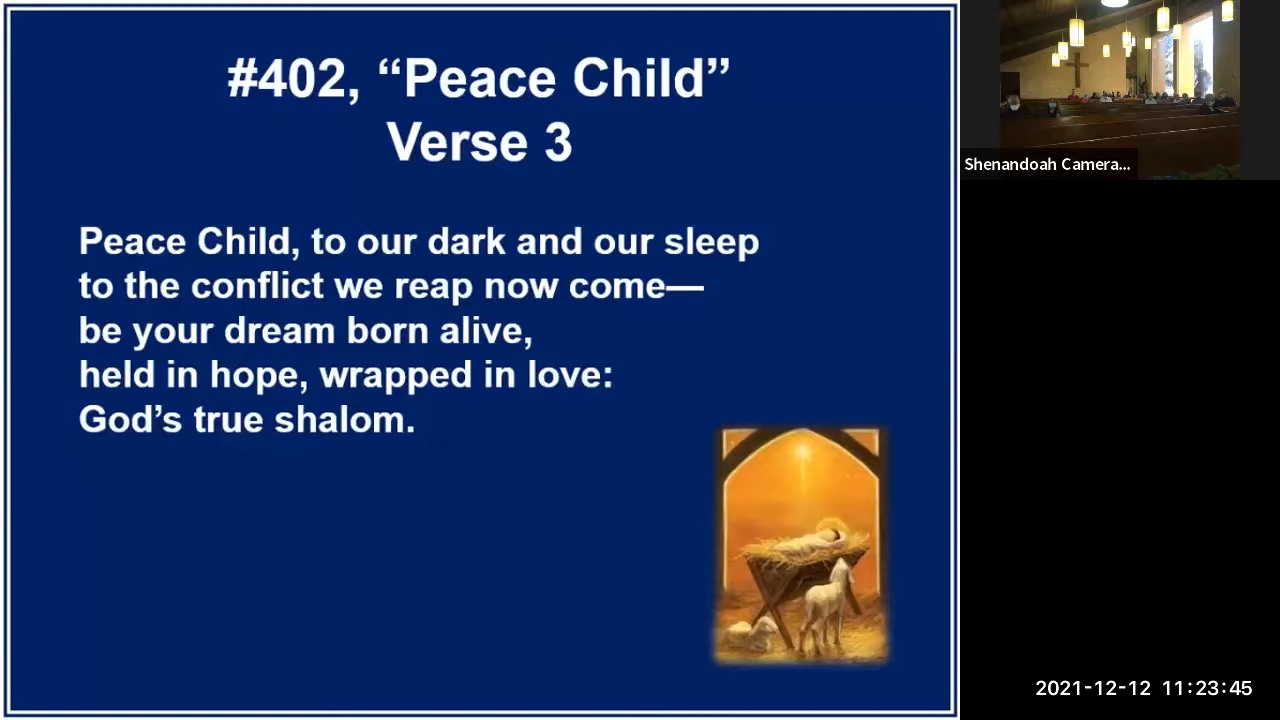 #402, “Peace Child”
Verse 3
Peace Child, to our dark and our sleep
to the conflict we reap now come—
be your dream born alive,
held in hope, wrapped in love:
God’s true shalom.
Shenandoah Camera...
2021-12-12 11:23:45